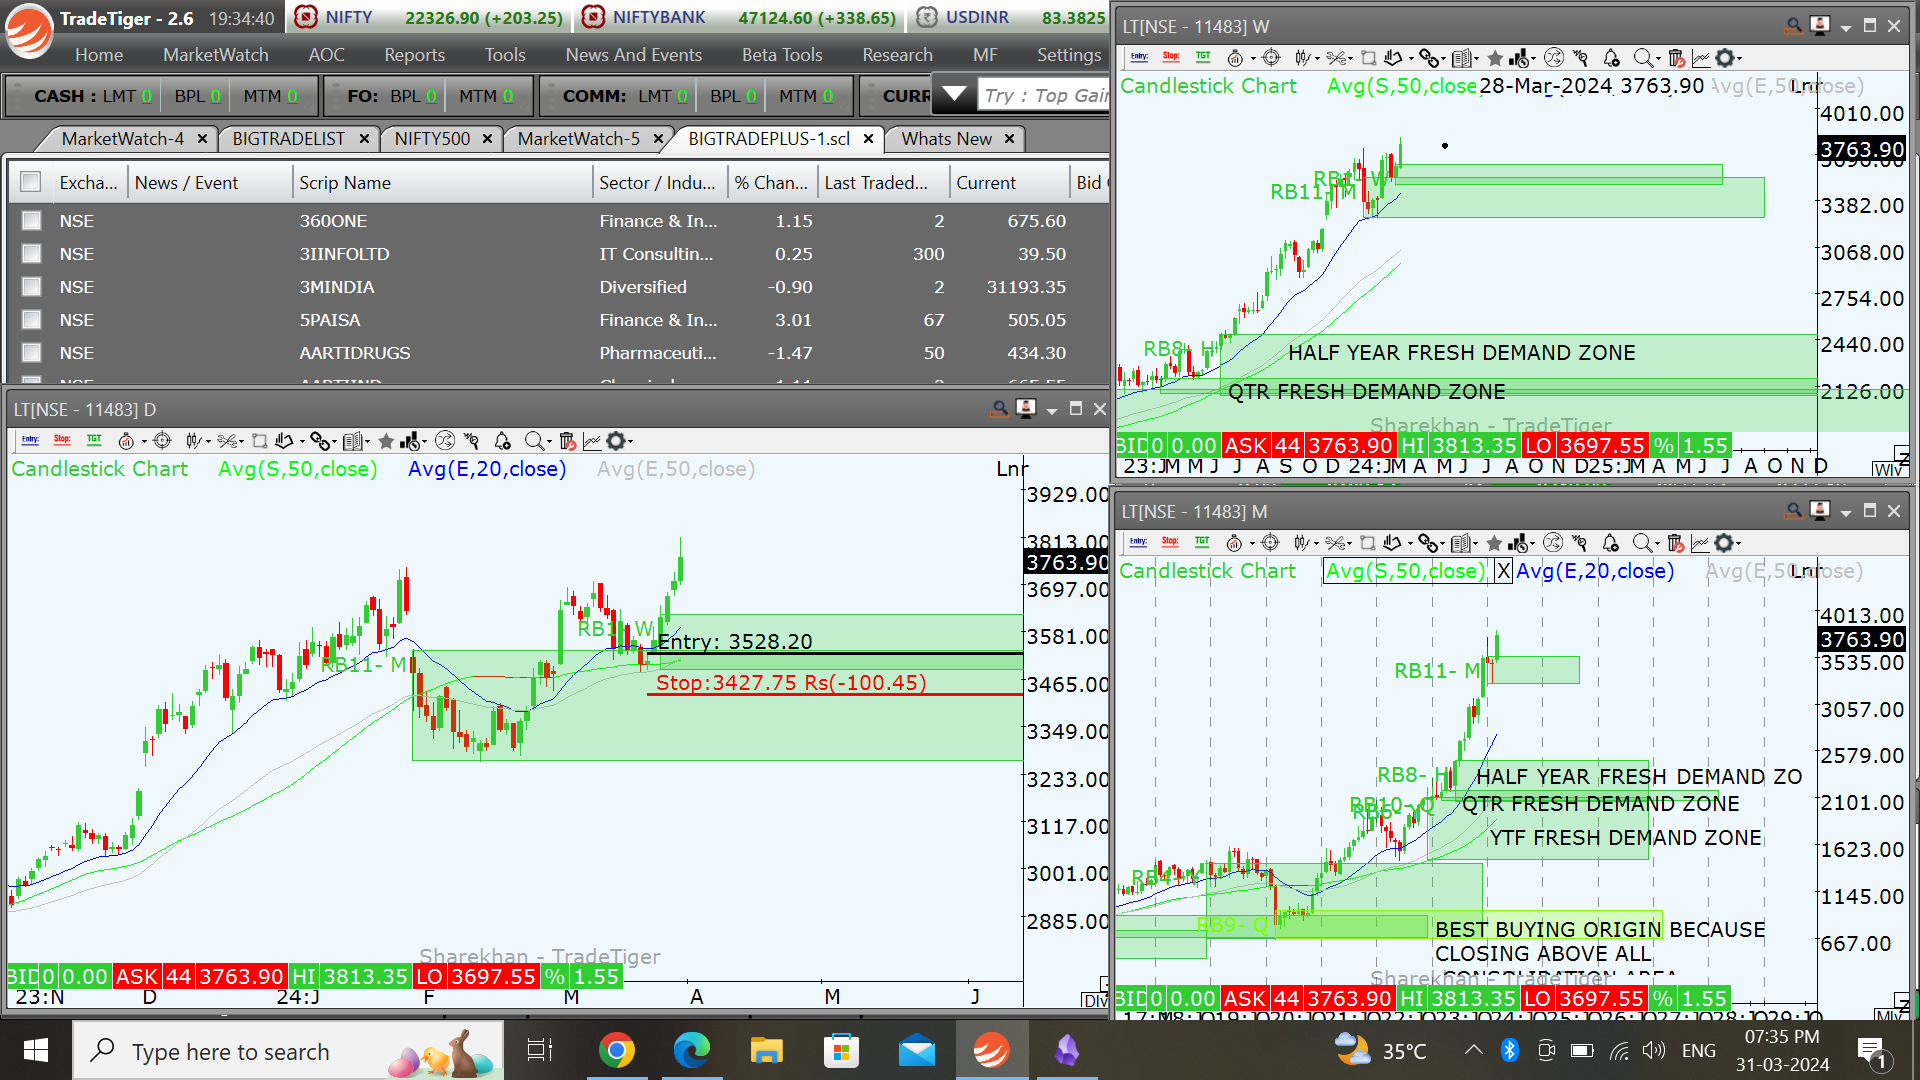 TradeTiger - 2.6 19:34:40 NIFTY 22326.90 (+203.25) NIFTYBANK 47124.60 (+338.65) USDINR 83.3825
Home MarketWatch AOC Reports Tools News And Events Beta Tools Research MF Settings
CASH : LMT 0 BPL 0 MTM 0 FO: BPL 0 MTM 0 COMM: LMT 0 BPL 0 MTM 0 CURR Try : Top Gain
MarketWatch-4 BIGTRADELIST NIFTY500 MarketWatch-5 BIGTRADEPLUS-1.scl Whats New
Excha... News / Event Scrip Name Sector / Indu... % Chan... Last Traded... Current Bid
NSE 360ONE Finance & In... 1.15 2 675.60
NSE 3IINFOLTD IT Consultin... 0.25 300 39.50
NSE 3MINDIA Diversified -0.90 2 31193.35
NSE 5PAISA Finance & In... 3.01 67 505.05
NSE AARTIDRUGS Pharmaceuti... -1.47 50 434.30
LT[NSE - 11483] D
Entry: Stop: TGT
Candlestick Chart Avg(S,50,close) Avg(E,20,close) Avg(E,50,close) Lnr
3929.00
3813.00
3763.90
3697.00
3581.00
3465.00
3349.00
3233.00
3117.00
3001.00
2885.00
RB1- W
Entry: 3528.20
RB11- M
Stop:3427.75 Rs(-100.45)
Sharekhan - TradeTiger
BID 0 0.00 ASK 44 3763.90 HI 3813.35 LO 3697.55 % 1.55
23:N D 24:J F M A M J
LT[NSE - 11483] W
Entry: Stop: TGT
Candlestick Chart Avg(S,50,close) 28-Mar-2024 3763.90 Avg(E,50,close) Lnr
4010.00
3763.90
3382.00
3068.00
2754.00
2440.00
2126.00
RB1- W
RB11- M
RB8- H
HALF YEAR FRESH DEMAND ZONE
QTR FRESH DEMAND ZONE
Sharekhan - TradeTiger
BID 0 0.00 ASK 44 3763.90 HI 3813.35 LO 3697.55 % 1.55
23:J M M J J A S O D 24:J M A M J J A O N D 25:J M A M J J A O N D
LT[NSE - 11483] M
Entry: Stop: TGT
Candlestick Chart Avg(S,50,close) X Avg(E,20,close) Avg(E,50,close) Lnr
4013.00
3763.90
3535.00
3057.00
2579.00
2101.00
1623.00
1145.00
667.00
RB11- M
RB8- H HALF YEAR FRESH DEMAND ZO
RB10- Q QTR FRESH DEMAND ZONE
YTF FRESH DEMAND ZONE
RB9- Q BEST BUYING ORIGIN BECAUSE
CLOSING ABOVE ALL
CONSOLIDATION AREA
Sharekhan - TradeTiger
BID 0 0.00 ASK 44 3763.90 HI 3813.35 LO 3697.55 % 1.55
Type here to search 35°C ENG 07:35 PM
31-03-2024
1